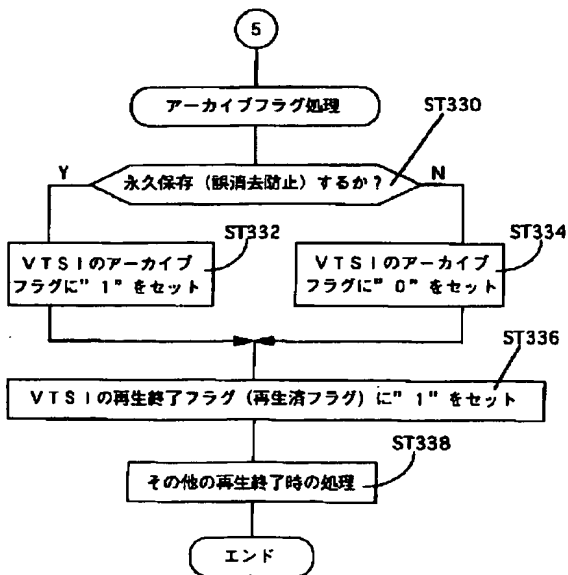 5
アーカイブフラグ処理
ST330
永久保存（誤消去防止）するか？
Y
N
ST332
ST334
ＶＴＳＩのアーカイブ
フラグに”１”をセット
ＶＴＳＩのアーカイブ
フラグに”０”をセット
ST336
ＶＴＳＩの再生終了フラグ（再生済フラグ）に”１”をセット
ST338
その他の再生終了時の処理
エンド